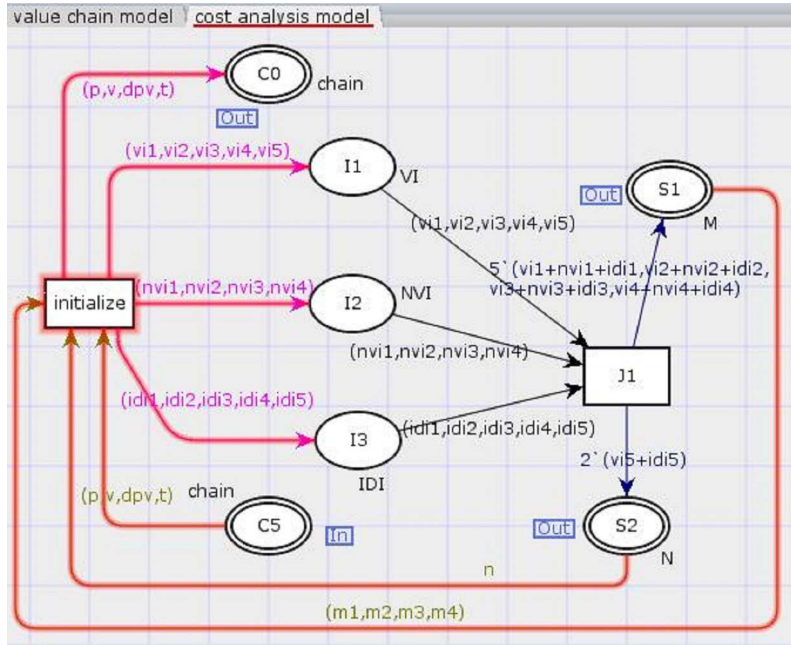 value chain model
cost analysis model
C0
chain
(p,v,dpv,t)
Out
(vi1,vi2,vi3,vi4,vi5)
I1
VI
Out
S1
M
(vi1,vi2,vi3,vi4,vi5)
5`(vi1+nvi1+idi1,vi2+nvi2+idi2,
vi3+nvi3+idi3,vi4+nvi4+idi4)
initialize
(nvi1,nvi2,nvi3,nvi4)
I2
NVI
(nvi1,nvi2,nvi3,nvi4)
J1
(idi1,idi2,idi3,idi4,idi5)
I3
(idi1,idi2,idi3,idi4,idi5)
IDI
2`(vi5+idi5)
(p,v,dpv,t)
chain
C5
In
Out
S2
N
n
(m1,m2,m3,m4)